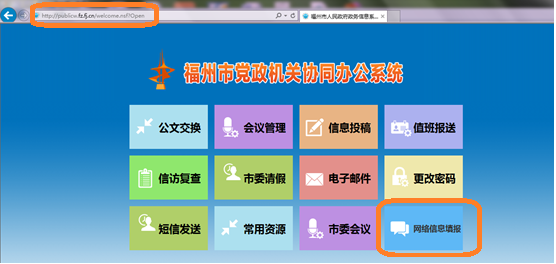 http://publicw.fz.fj.cn/welcome.nsf?Open
福州市人民政府政务信息系...
福州市党政机关协同办公系统
公文交换
会议管理
信息投稿
值班报送
信访复查
市委请假
电子邮件
更改密码
短信发送
常用资源
市委会议
网络信息填报